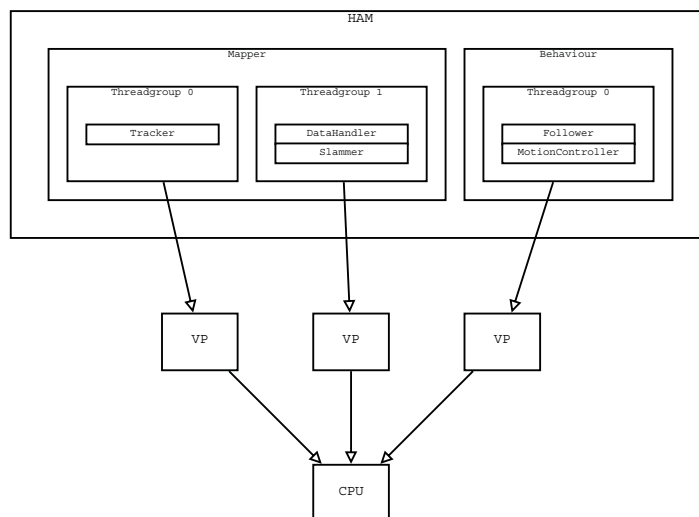 HAM
Mapper
Behaviour
Threadgroup 0
Threadgroup 1
Threadgroup 0
Tracker
DataHandler
Slammer
Follower
MotionController
VP
VP
VP
CPU